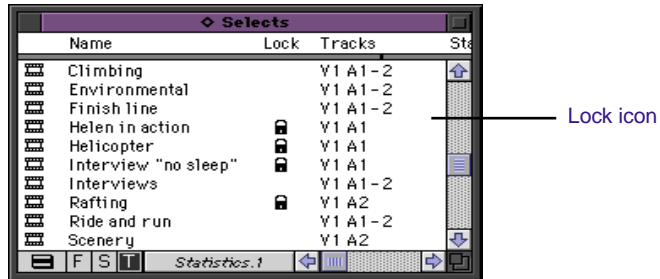 ◇ Selects
Name Lock Tracks Sta
Climbing V1 A1-2
Environmental V1 A1-2
Finish line V1 A1-2
Helen in action V1 A1
Helicopter V1 A1
Interview "no sleep" V1 A1
Interviews V1 A1-2
Rafting V1 A2
Ride and run V1 A1-2
Scenery V1 A2
F S T Statistics.1
Lock icon